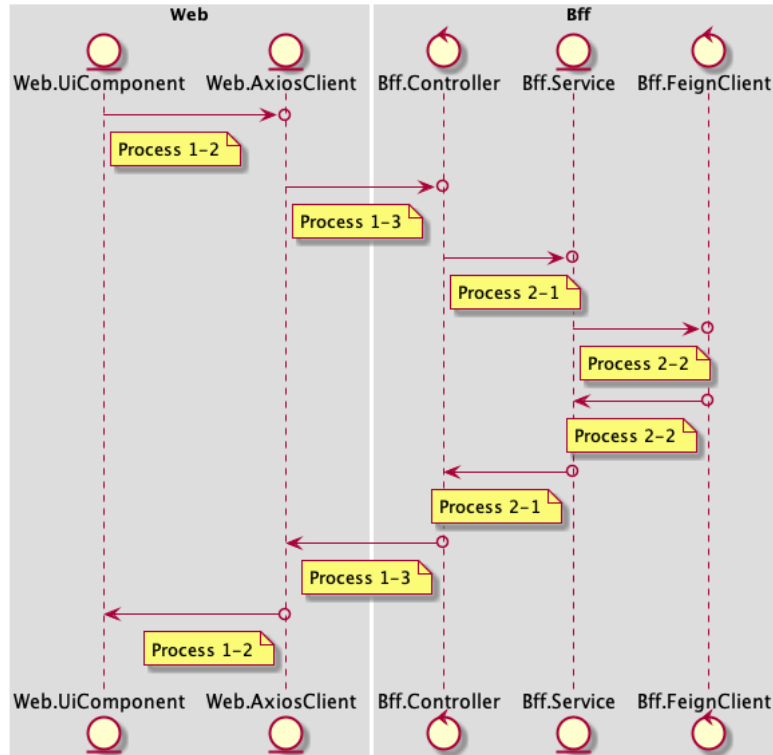 Web
Bff
Web.UiComponent
Web.AxiosClient
Bff.Controller
Bff.Service
Bff.FeignClient
Process 1-2
Process 1-3
Process 2-1
Process 2-2
Process 2-2
Process 2-1
Process 1-3
Process 1-2
Web.UiComponent
Web.AxiosClient
Bff.Controller
Bff.Service
Bff.FeignClient